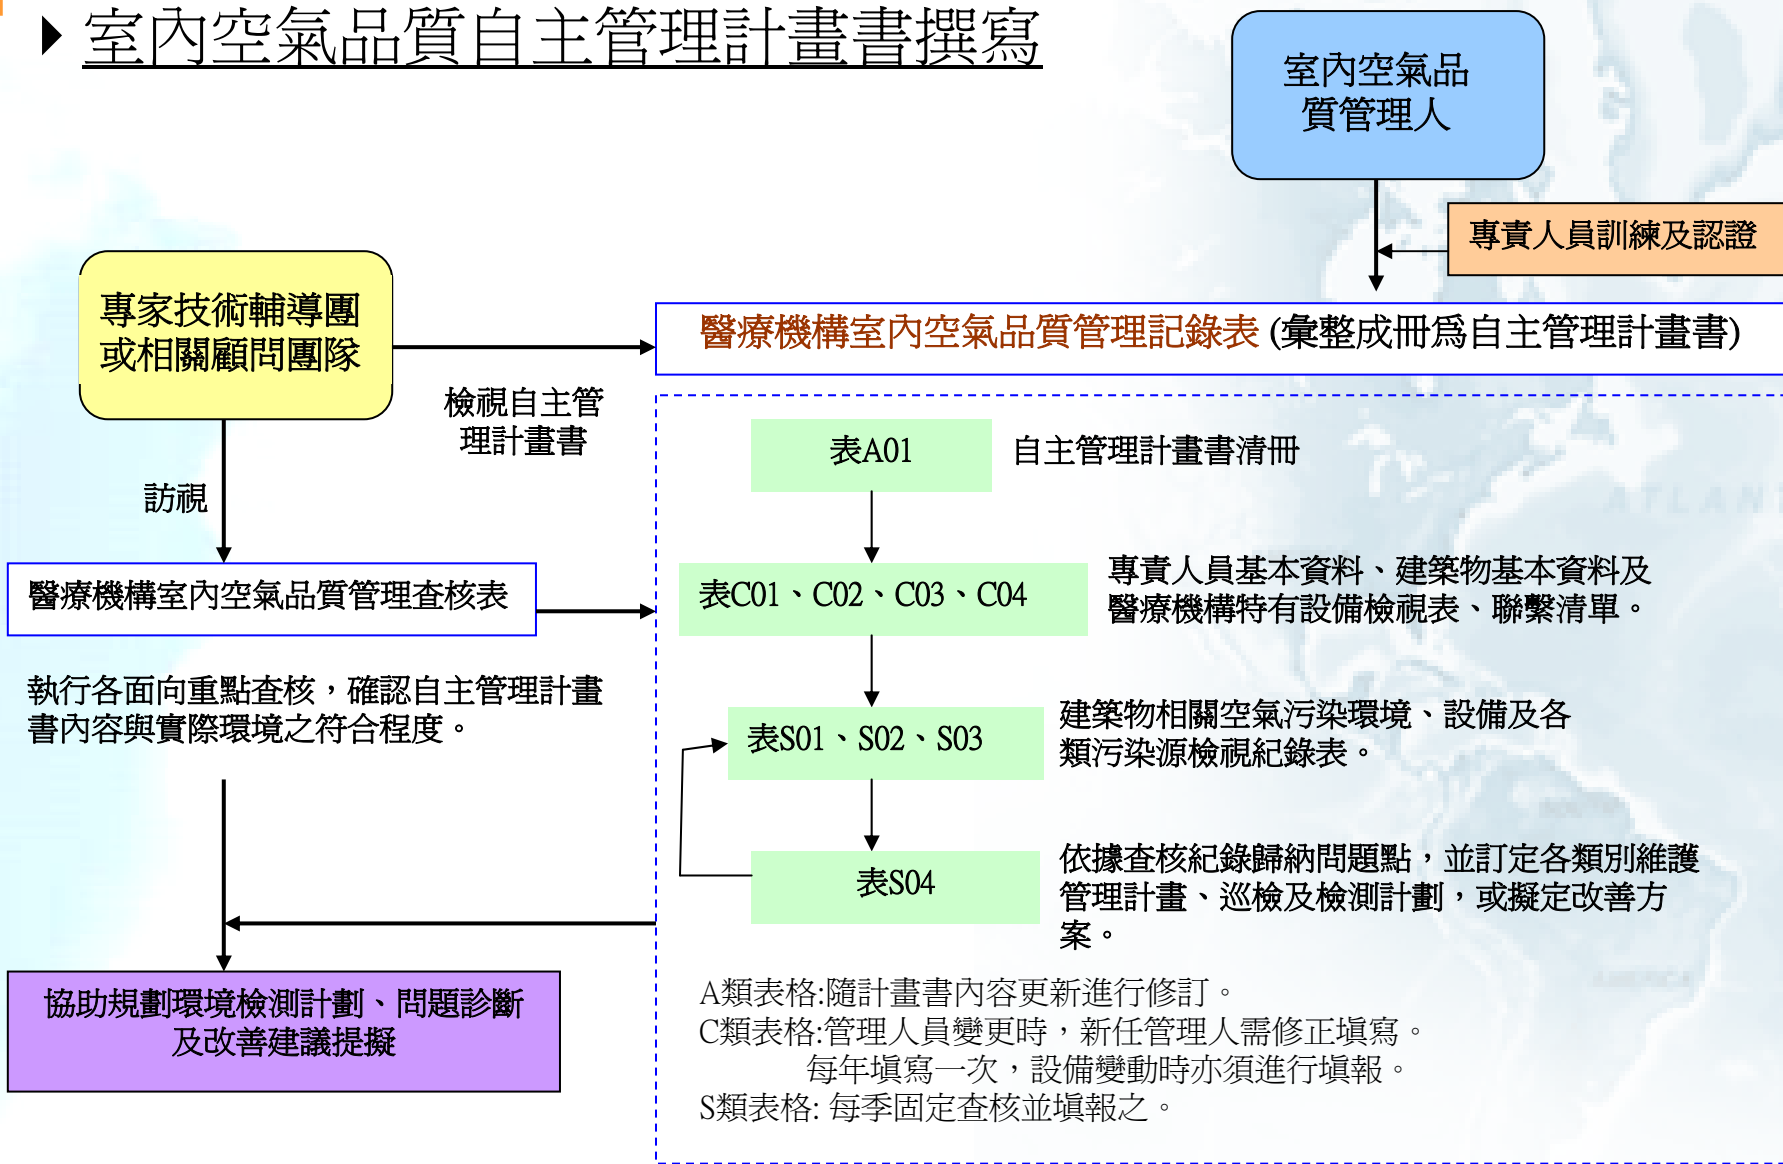 室內空氣品質自主管理計畫書撰寫
室內空氣品
質管理人
專責人員訓練及認證
專家技術輔導團
或相關顧問團隊
醫療機構室內空氣品質管理記錄表 (彙整成冊為自主管理計畫書)
檢視自主管
理計畫書
表A01
自主管理計畫書清冊
訪視
醫療機構室內空氣品質管理查核表
表C01、C02、C03、C04
專責人員基本資料、建築物基本資料及
醫療機構特有設備檢視表、聯繫清單。
執行各面向重點查核，確認自主管理計畫
書內容與實際環境之符合程度。
表S01、S02、S03
建築物相關空氣污染環境、設備及各
類污染源檢視紀錄表。
表S04
依據查核紀錄歸納問題點，並訂定各類別維護
管理計畫、巡檢及檢測計劃，或擬定改善方
案。
協助規劃環境檢測計劃、問題診斷
及改善建議提擬
A類表格:隨計畫書內容更新進行修訂。
C類表格:管理人員變更時，新任管理人需修正填寫。
每年填寫一次，設備變動時亦須進行填報。
S類表格: 每季固定查核並填報之。